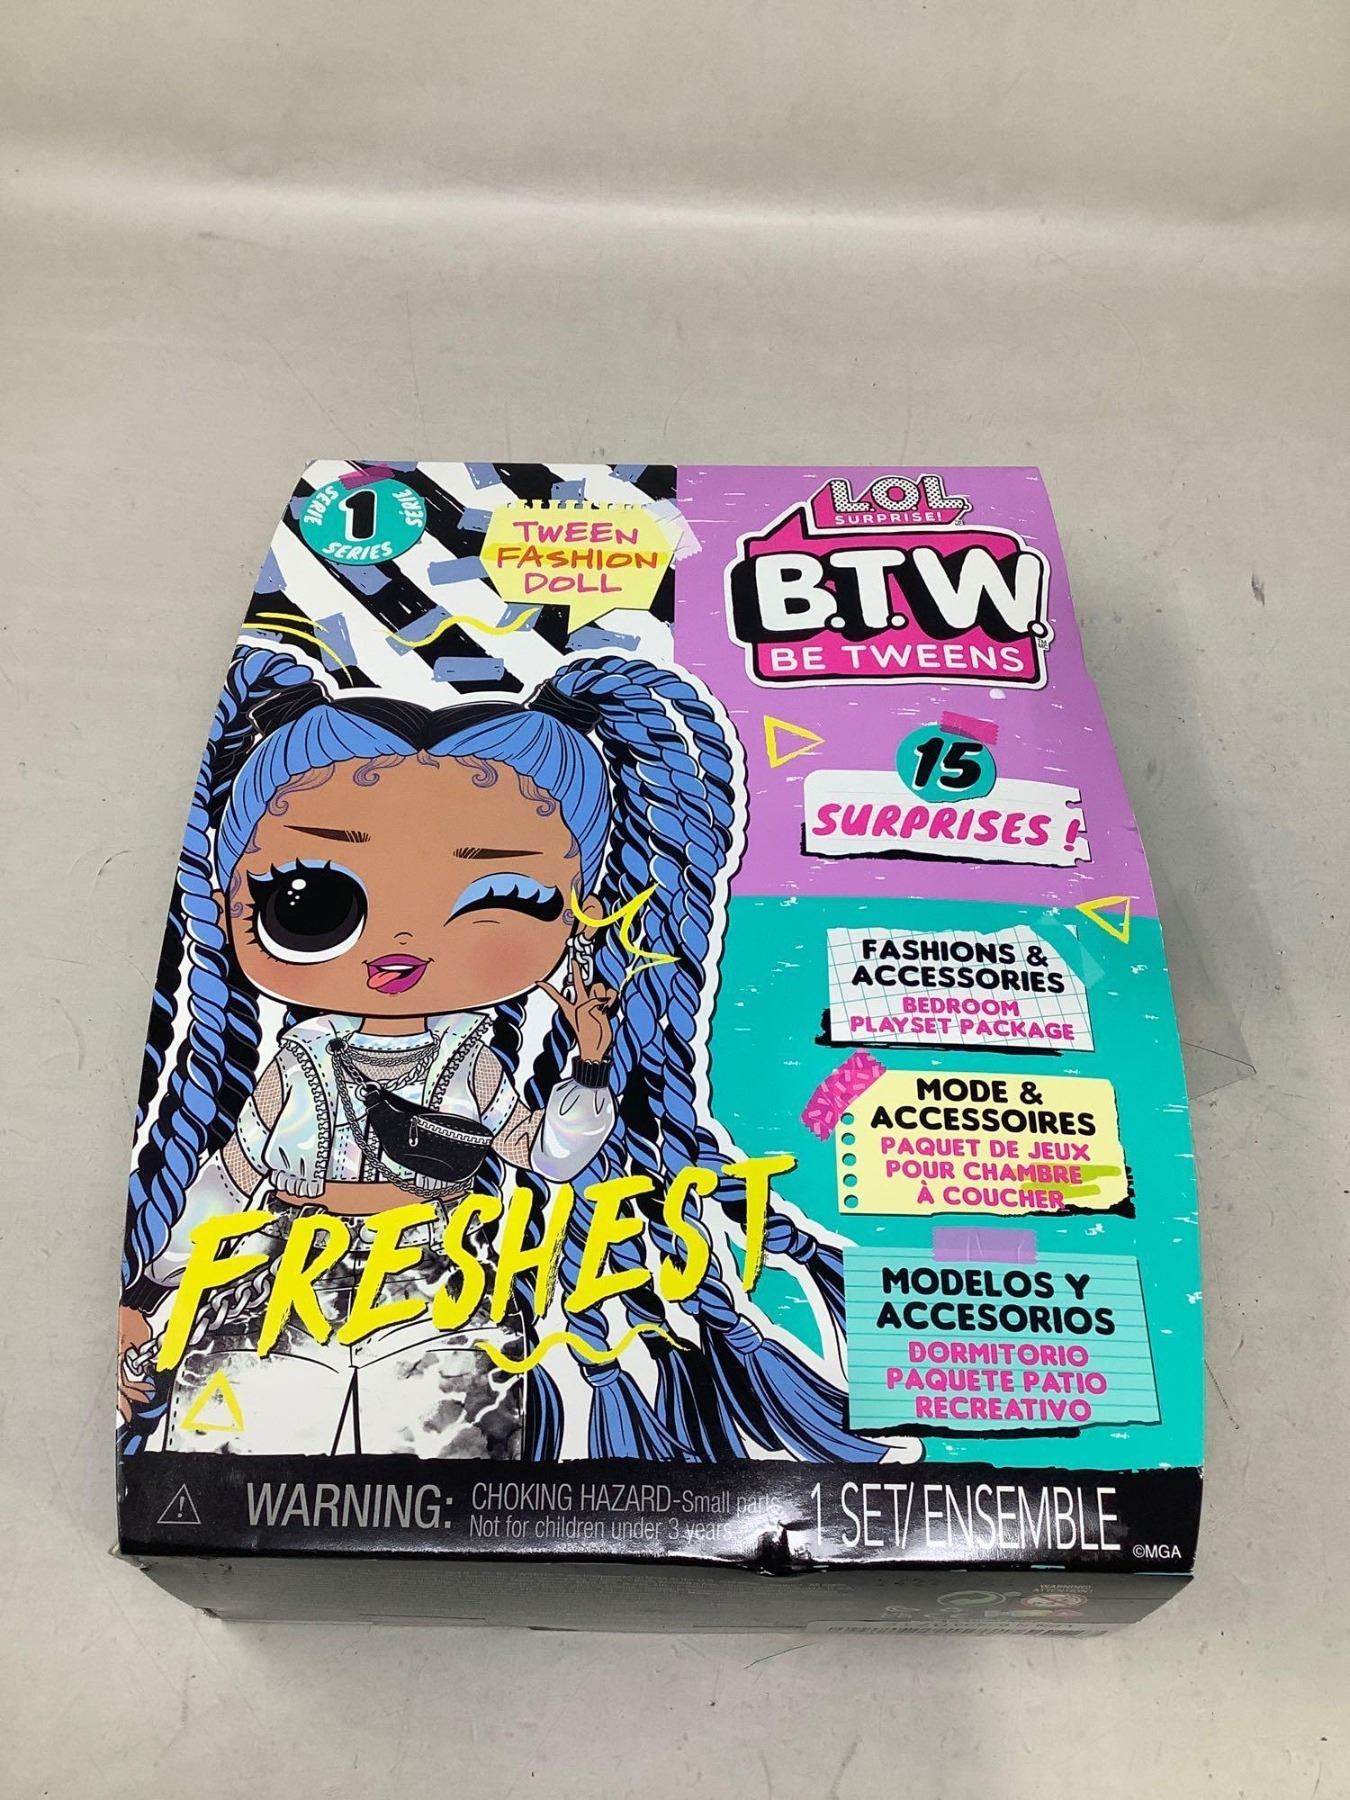 SERIE 1 SERIE
SERIES
TWEEN
FASHION
DOLL
L.O.L.
SURPRISE!
B.T.W.
BE TWEENS
15
SURPRISES!
FASHIONS &
ACCESSORIES
BEDROOM
PLAYSET PACKAGE
MODE &
ACCESSOIRES
PAQUET DE JEUX
POUR CHAMBRE
À COUCHER
MODELOS Y
ACCESORIOS
DORMITORIO
PAQUETE PATIO
RECREATIVO
FRESHEST
WARNING: CHOKING HAZARD-Small parts
Not for children under 3 years.
1 SET/ENSEMBLE
©MGA
WARNING!